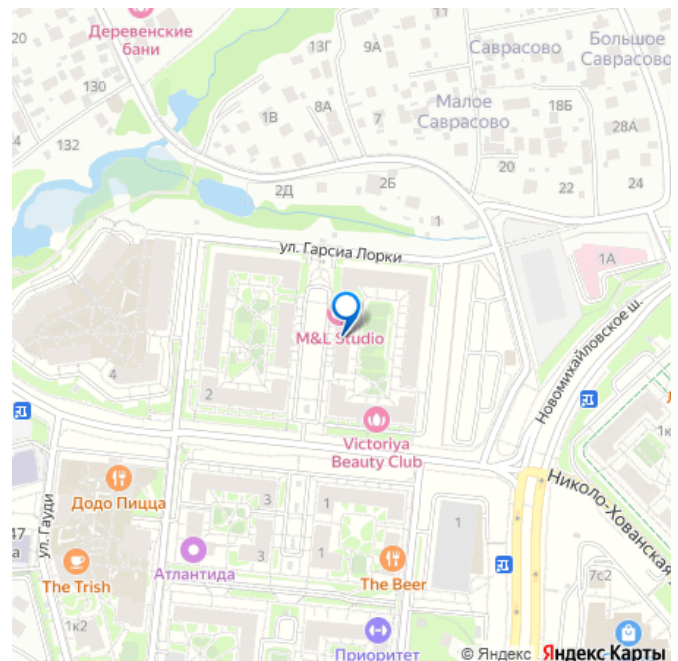 Деревенские
бани
13Г
9А
Саврасово
Большое
Саврасово
130
1В
8А
7
Малое
Саврасово
18Б
28А
4
132
20
22
24
2Д
2Б
1
ул. Гарсиа Лорки
1А
M&L Studio
Новомихайловское ш.
4
2
Victoriya
Beauty Club
1к
Додо Пицца
3
1
Николо-Хованская
47
а
ул. Гауди
1
The Trish
Атлантида
3
1
The Beer
7с2
1к2
Приоритет
© Яндекс Яндекс Карты